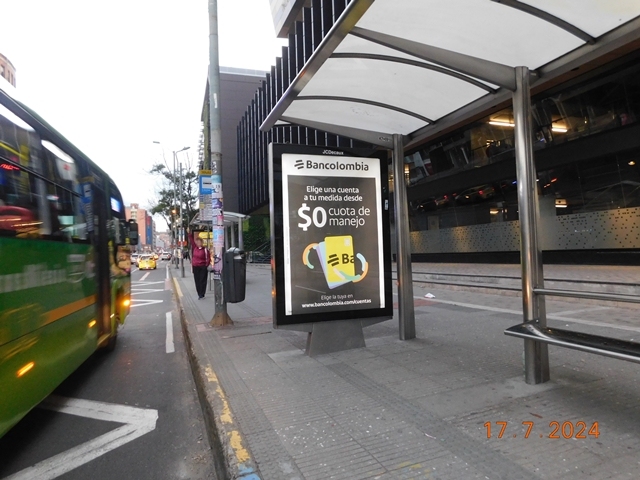 JCDecaux
Bancolombia
Elige una cuenta
a tu medida desde
$0 cuota de
manejo
Ba
Elige la tuya en
www.bancolombia.com/cuentas
17.7.2024